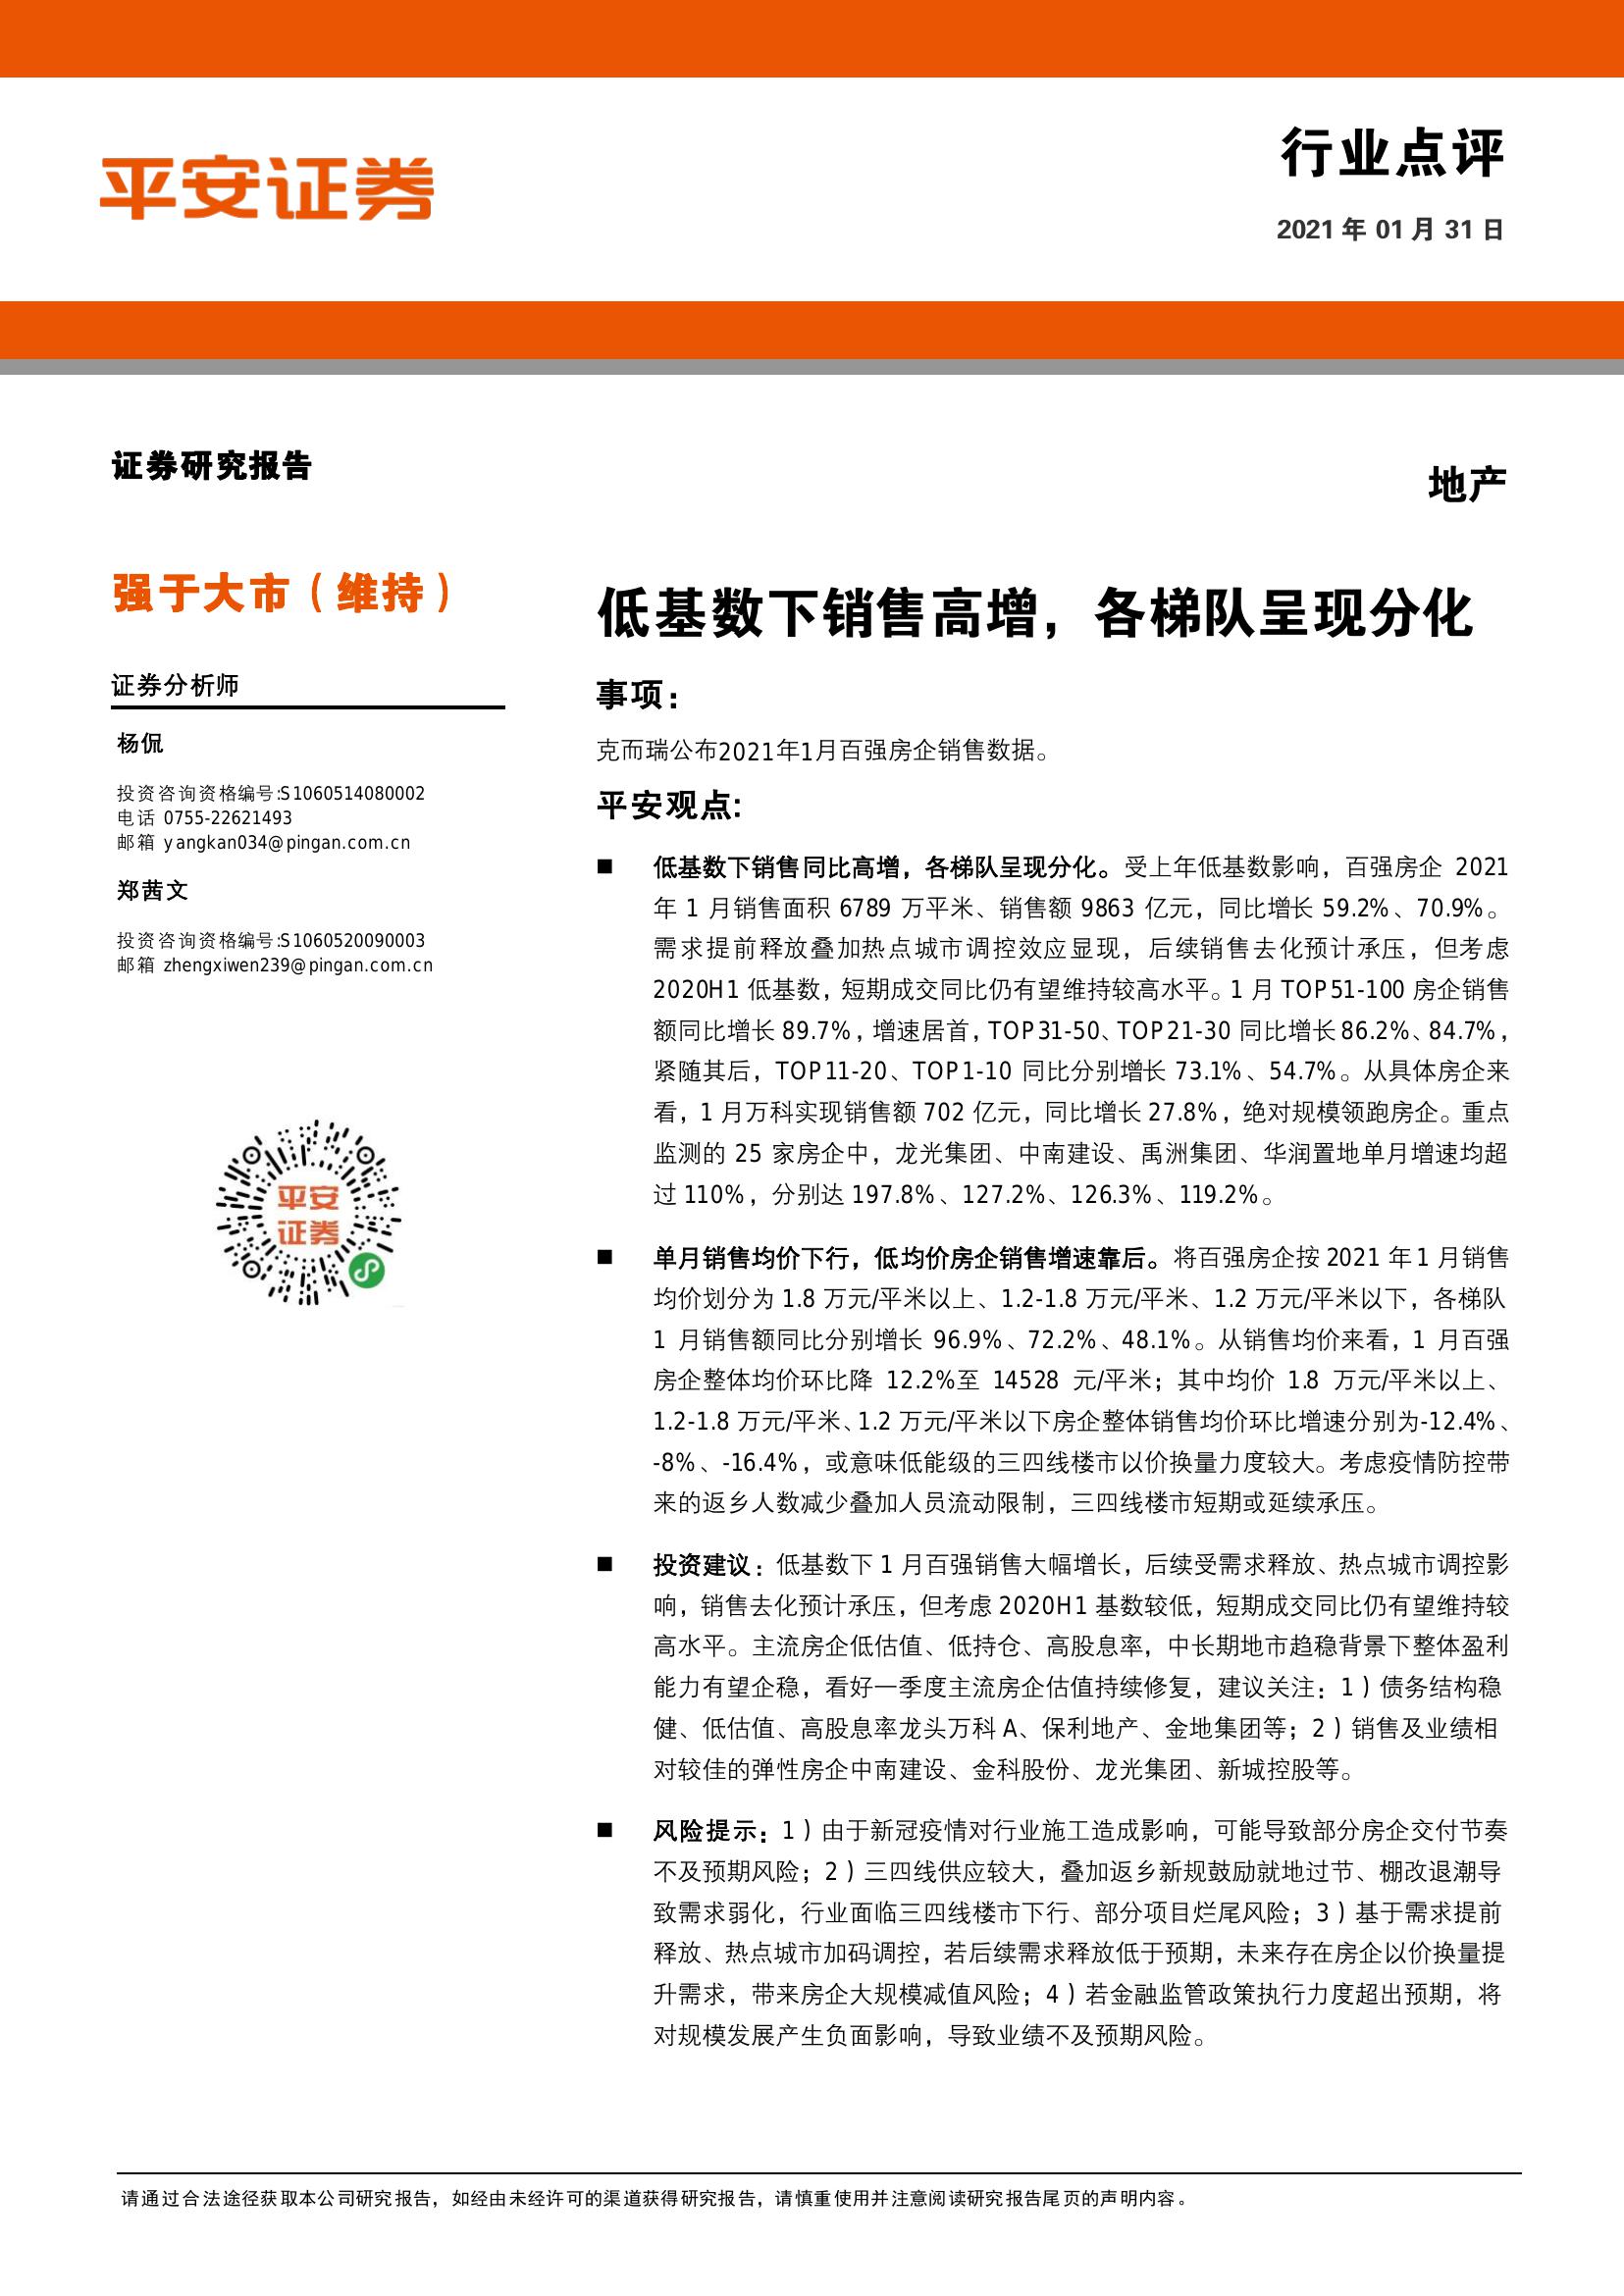 平安证券
行业点评
2021 年 01 月 31 日
证券研究报告
地产
强于大市（维持）
证券分析师
杨侃
投资咨询资格编号:S1060514080002
电话 0755-22621493
邮箱 yangkan034@pingan.com.cn
郑茜文
投资咨询资格编号:S1060520090003
邮箱 zhengxiwen239@pingan.com.cn
平安
证券
低基数下销售高增，各梯队呈现分化
事项：
克而瑞公布2021年1月百强房企销售数据。
平安观点:
■ 低基数下销售同比高增，各梯队呈现分化。受上年低基数影响，百强房企 2021
年 1 月销售面积 6789 万平米、销售额 9863 亿元，同比增长 59.2%、70.9%。
需求提前释放叠加热点城市调控效应显现，后续销售去化预计承压，但考虑
2020H1 低基数，短期成交同比仍有望维持较高水平。1 月 TOP51-100 房企销售
额同比增长 89.7%，增速居首，TOP31-50、TOP21-30 同比增长 86.2%、84.7%，
紧随其后，TOP11-20、TOP1-10 同比分别增长 73.1%、54.7%。从具体房企来
看，1 月万科实现销售额 702 亿元，同比增长 27.8%，绝对规模领跑房企。重点
监测的 25 家房企中，龙光集团、中南建设、禹洲集团、华润置地单月增速均超
过 110%，分别达 197.8%、127.2%、126.3%、119.2%。
■ 单月销售均价下行，低均价房企销售增速靠后。将百强房企按 2021 年 1 月销售
均价划分为 1.8 万元/平米以上、1.2-1.8 万元/平米、1.2 万元/平米以下，各梯队
1 月销售额同比分别增长 96.9%、72.2%、48.1%。从销售均价来看，1 月百强
房企整体均价环比降 12.2%至 14528 元/平米；其中均价 1.8 万元/平米以上、
1.2-1.8 万元/平米、1.2 万元/平米以下房企整体销售均价环比增速分别为-12.4%、
-8%、-16.4%，或意味低能级的三四线楼市以价换量力度较大。考虑疫情防控带
来的返乡人数减少叠加人员流动限制，三四线楼市短期或延续承压。
■ 投资建议：低基数下 1 月百强销售大幅增长，后续受需求释放、热点城市调控影
响，销售去化预计承压，但考虑 2020H1 基数较低，短期成交同比仍有望维持较
高水平。主流房企低估值、低持仓、高股息率，中长期地市趋稳背景下整体盈利
能力有望企稳，看好一季度主流房企估值持续修复，建议关注：1）债务结构稳
健、低估值、高股息率龙头万科 A、保利地产、金地集团等；2）销售及业绩相
对较佳的弹性房企中南建设、金科股份、龙光集团、新城控股等。
■ 风险提示：1）由于新冠疫情对行业施工造成影响，可能导致部分房企交付节奏
不及预期风险；2）三四线供应较大，叠加返乡新规鼓励就地过节、棚改退潮导
致需求弱化，行业面临三四线楼市下行、部分项目烂尾风险；3）基于需求提前
释放、热点城市加码调控，若后续需求释放低于预期，未来存在房企以价换量提
升需求，带来房企大规模减值风险；4）若金融监管政策执行力度超出预期，将
对规模发展产生负面影响，导致业绩不及预期风险。
请通过合法途径获取本公司研究报告，如经由未经许可的渠道获得研究报告，请慎重使用并注意阅读研究报告尾页的声明内容。